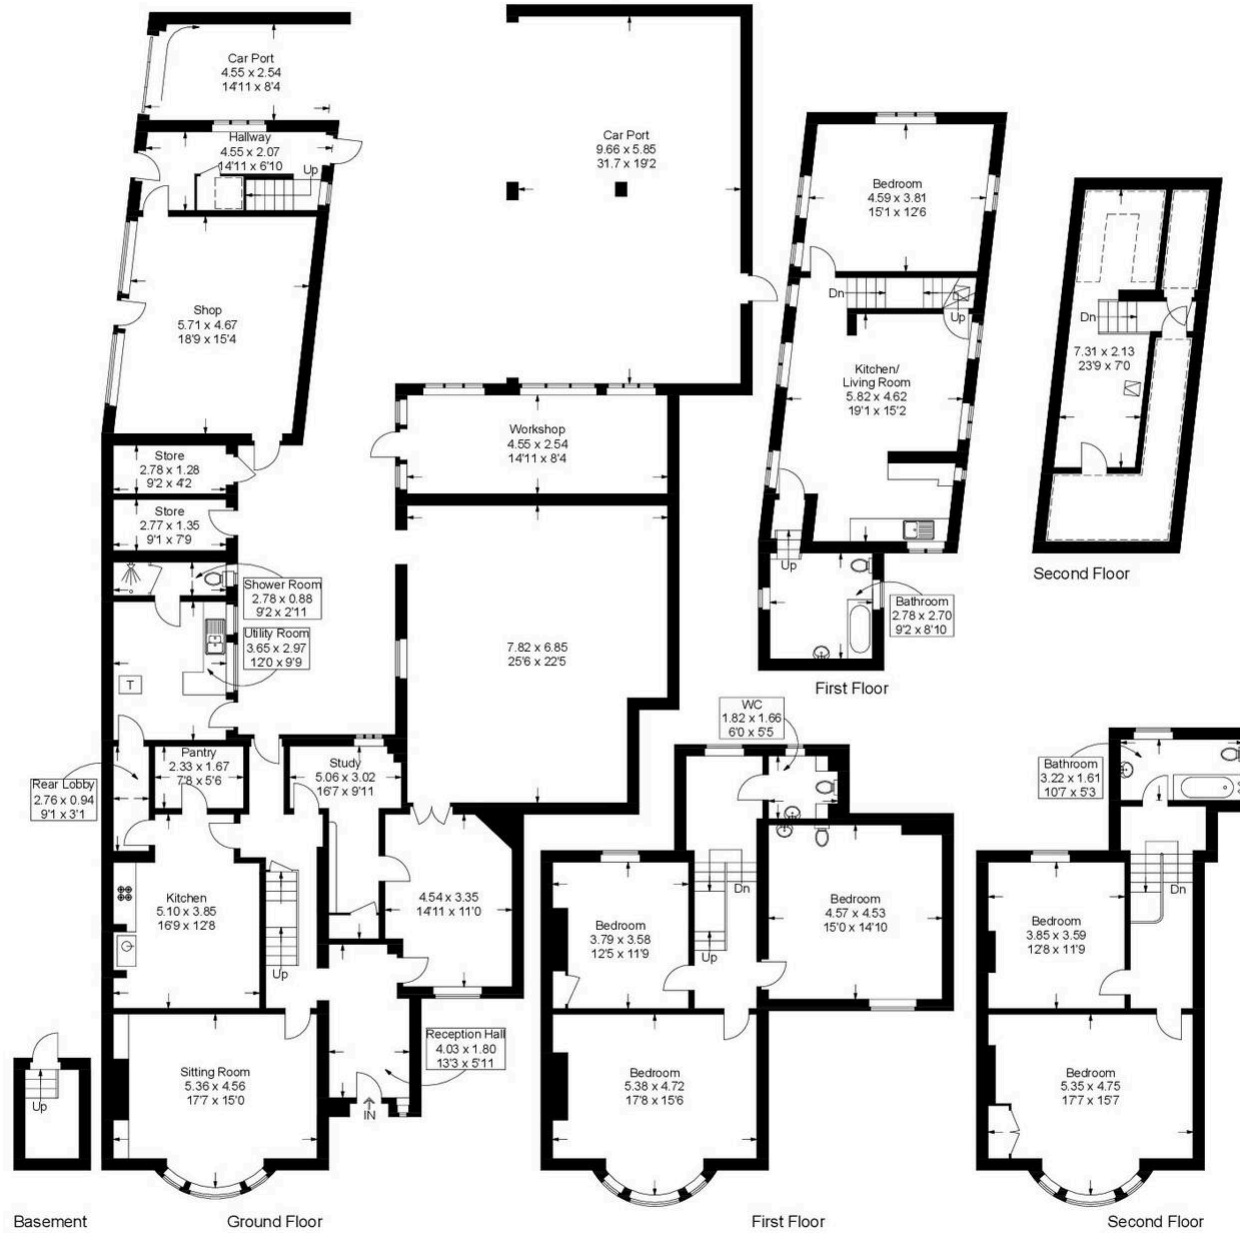 Car Port
4.55 x 2.54
14'11 x 8'4
Hallway
4.55 x 2.07
14'11 x 6'10
Up
Car Port
9.66 x 5.85
31.7 x 19'2
Shop
5.71 x 4.67
18'9 x 15'4
Workshop
4.55 x 2.54
14'11 x 8'4
Store
2.78 x 1.28
9'2 x 4'2
Store
2.77 x 1.35
9'1 x 7'9
Shower Room
2.78 x 0.88
9'2 x 2'11
Utility Room
3.65 x 2.97
12'0 x 9'9
T
7.82 x 6.85
25'6 x 22'5
Pantry
2.33 x 1.67
7'8 x 5'6
Rear Lobby
2.76 x 0.94
9'1 x 3'1
Study
5.06 x 3.02
16'7 x 9'11
Kitchen
5.10 x 3.85
16'9 x 12'8
Up
4.54 x 3.35
14'11 x 11'0
Reception Hall
4.03 x 1.80
13'3 x 5'11
Sitting Room
5.36 x 4.56
17'7 x 15'0
IN
Up
Basement
Ground Floor
Bedroom
4.59 x 3.81
15'1 x 12'6
Dn
Up
Kitchen/
Living Room
5.82 x 4.62
19'1 x 15'2
Up
Bathroom
2.78 x 2.70
9'2 x 8'10
First Floor
Dn
7.31 x 2.13
23'9 x 7'0
Second Floor
WC
1.82 x 1.66
6'0 x 5'5
Dn
Up
Bedroom
3.79 x 3.58
12'5 x 11'9
Bedroom
4.57 x 4.53
15'0 x 14'10
Bedroom
5.38 x 4.72
17'8 x 15'6
First Floor
Bathroom
3.22 x 1.61
10'7 x 5'3
Dn
Bedroom
3.85 x 3.59
12'8 x 11'9
Bedroom
5.35 x 4.75
17'7 x 15'7
Second Floor